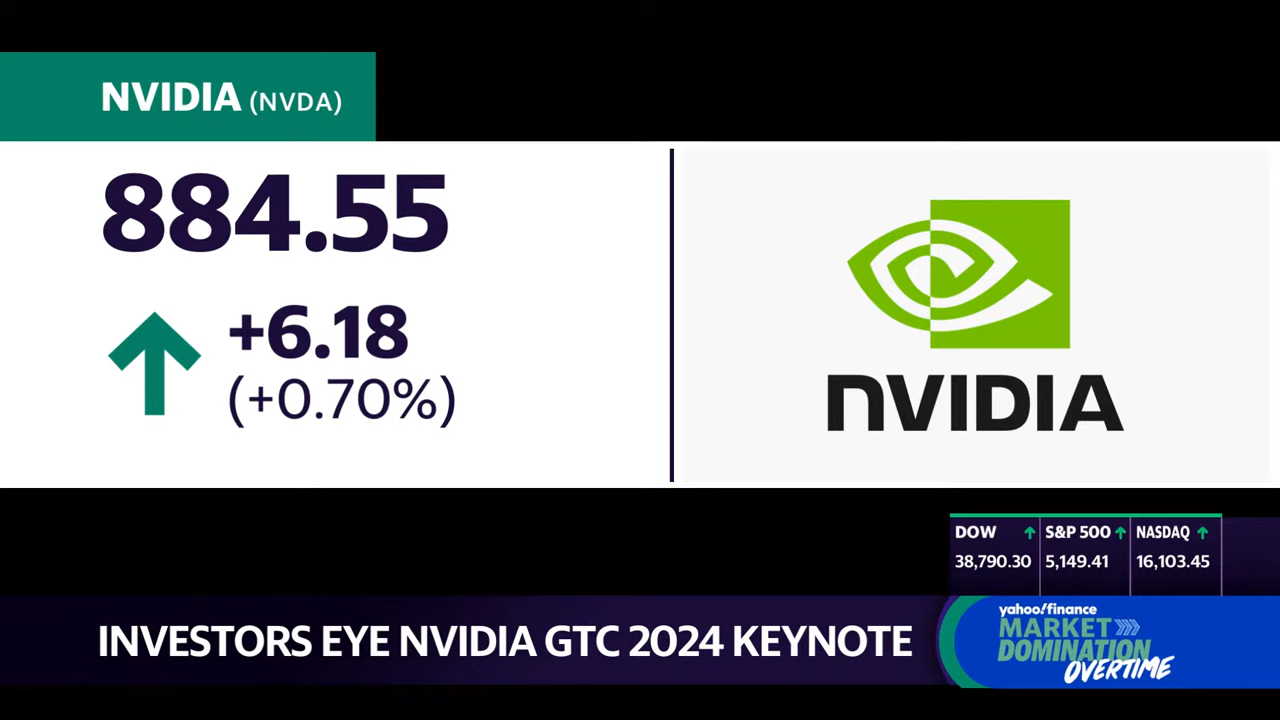 NVIDIA (NVDA)
884.55
+6.18
(+0.70%)
NVIDIA
DOW
38,790.30
S&P 500
5,149.41
NASDAQ
16,103.45
INVESTORS EYE NVIDIA GTC 2024 KEYNOTE
yahoo!finance
MARKET
DOMINATION
OVERTIME